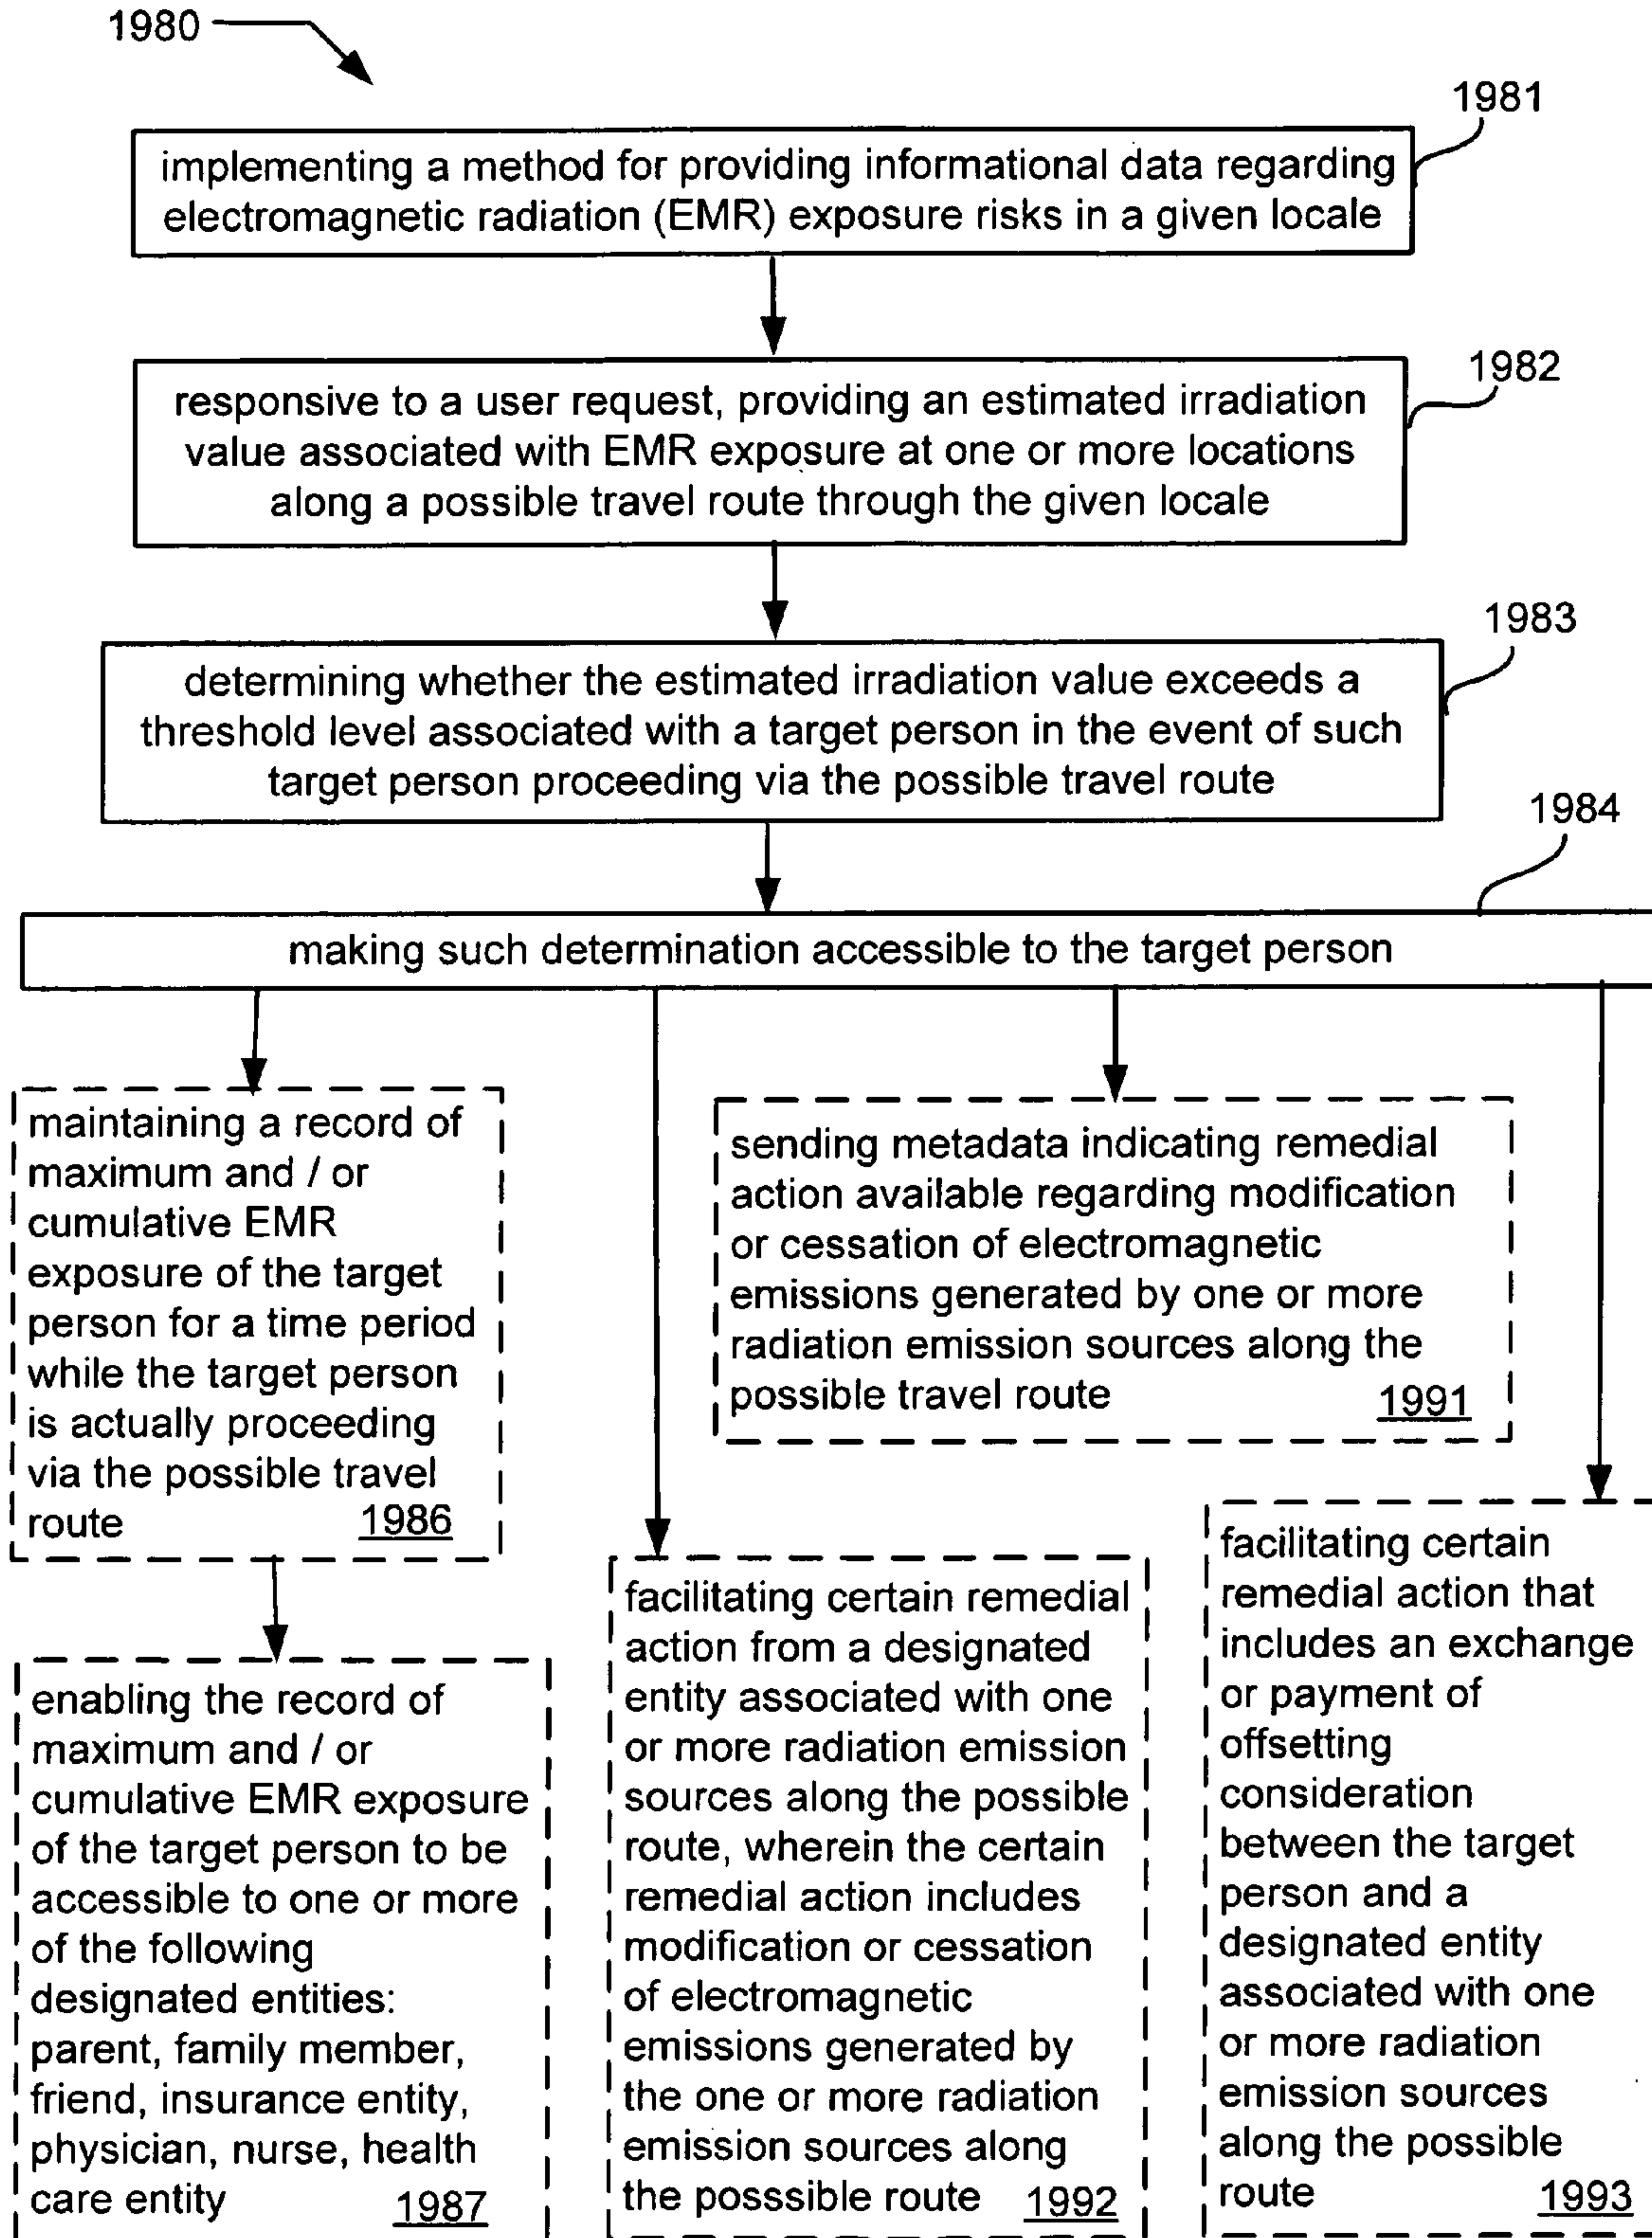 1980
1981
implementing a method for providing informational data regarding
electromagnetic radiation (EMR) exposure risks in a given locale
1982
responsive to a user request, providing an estimated irradiation
value associated with EMR exposure at one or more locations
along a possible travel route through the given locale
1983
determining whether the estimated irradiation value exceeds a
threshold level associated with a target person in the event of such
target person proceeding via the possible travel route
1984
making such determination accessible to the target person
maintaining a record of
maximum and / or
cumulative EMR
exposure of the target
person for a time period
while the target person
is actually proceeding
via the possible travel
route 1986
sending metadata indicating remedial
action available regarding modification
or cessation of electromagnetic
emissions generated by one or more
radiation emission sources along the
possible travel route 1991
enabling the record of
maximum and / or
cumulative EMR exposure
of the target person to be
accessible to one or more
of the following
designated entities:
parent, family member,
friend, insurance entity,
physician, nurse, health
care entity 1987
facilitating certain remedial
action from a designated
entity associated with one
or more radiation emission
sources along the possible
route, wherein the certain
remedial action includes
modification or cessation
of electromagnetic
emissions generated by
the one or more radiation
emission sources along
the posssible route 1992
facilitating certain
remedial action that
includes an exchange
or payment of
offsetting
consideration
between the target
person and a
designated entity
associated with one
or more radiation
emission sources
along the possible
route 1993